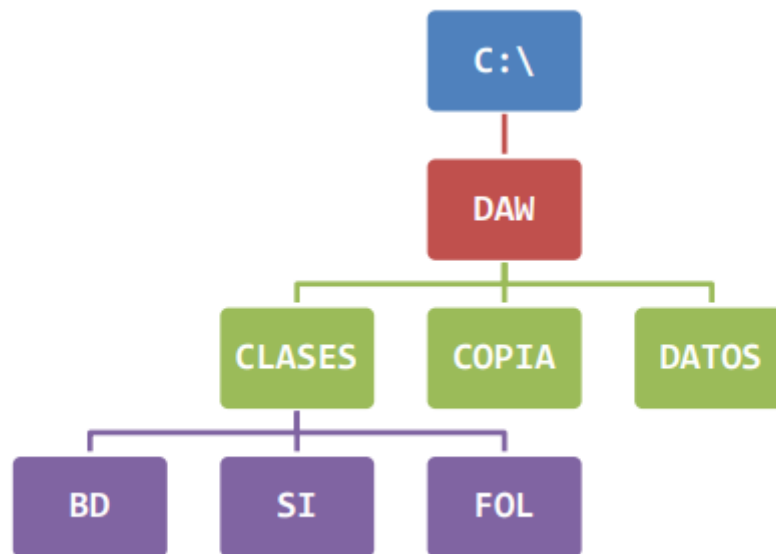 C:\
DAW
CLASES
COPIA
DATOS
BD
SI
FOL